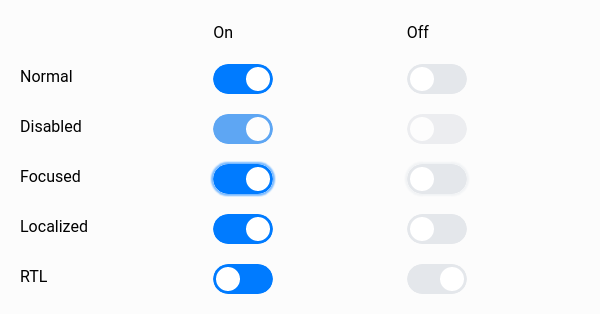 On Off
Normal
Disabled
Focused
Localized
RTL